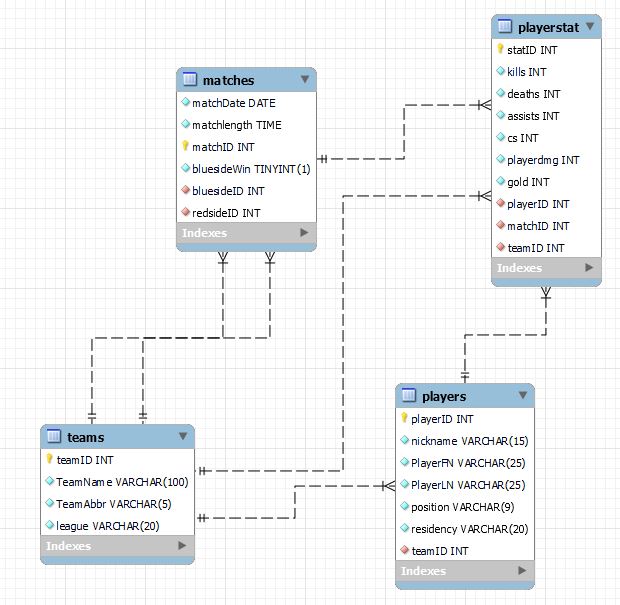 playerstat
statID INT
kills INT
deaths INT
assists INT
cs INT
playerdmg INT
gold INT
playerID INT
matchID INT
teamID INT
Indexes
matches
matchDate DATE
matchlength TIME
matchID INT
bluesideWin TINYINT(1)
bluesideID INT
redsideID INT
Indexes
teams
teamID INT
TeamName VARCHAR(100)
TeamAbbr VARCHAR(5)
league VARCHAR(20)
Indexes
players
playerID INT
nickname VARCHAR(15)
PlayerFN VARCHAR(25)
PlayerLN VARCHAR(25)
position VARCHAR(9)
residency VARCHAR(20)
teamID INT
Indexes